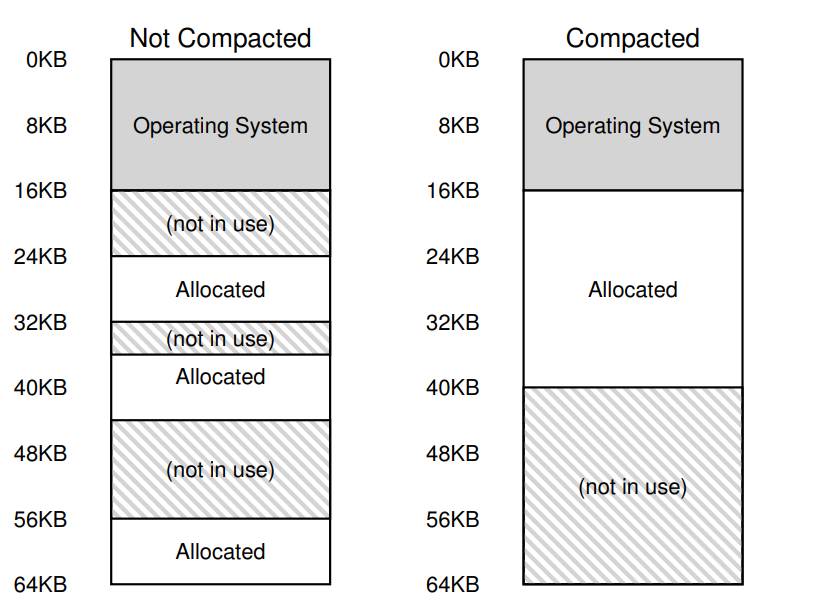 Not Compacted
0KB
Operating System
8KB
16KB
(not in use)
24KB
Allocated
32KB
(not in use)
Allocated
40KB
48KB
(not in use)
56KB
Allocated
64KB
Compacted
0KB
Operating System
8KB
16KB
24KB
Allocated
32KB
40KB
48KB
(not in use)
56KB
64KB